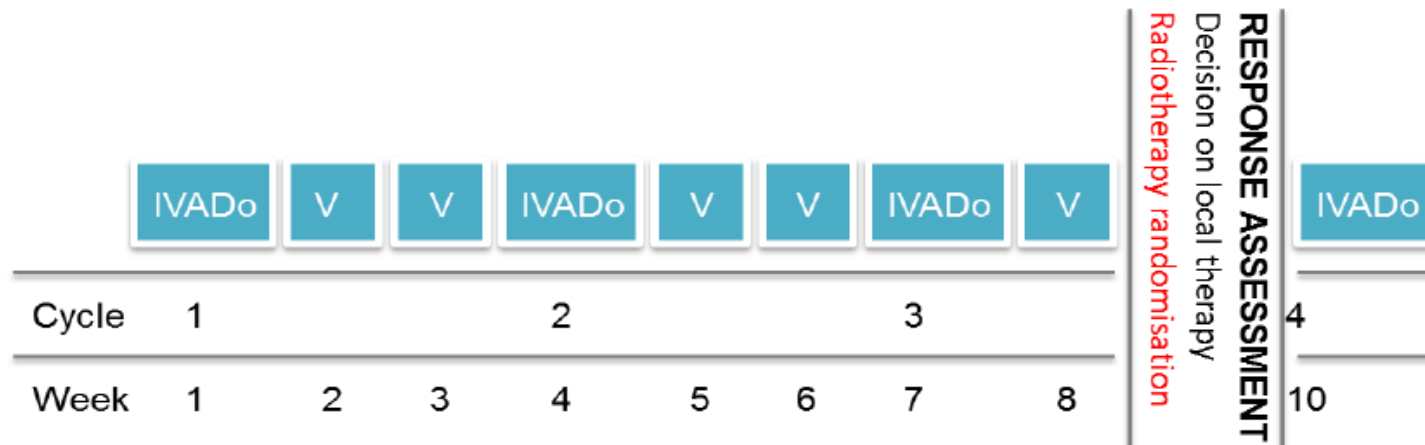 RESPONSE ASSESSMENT
Decision on local therapy
Radiotherapy randomisation
IVADo V V IVADo V V IVADo V IVADo
Cycle 1 2 3 4
Week 1 2 3 4 5 6 7 8 10